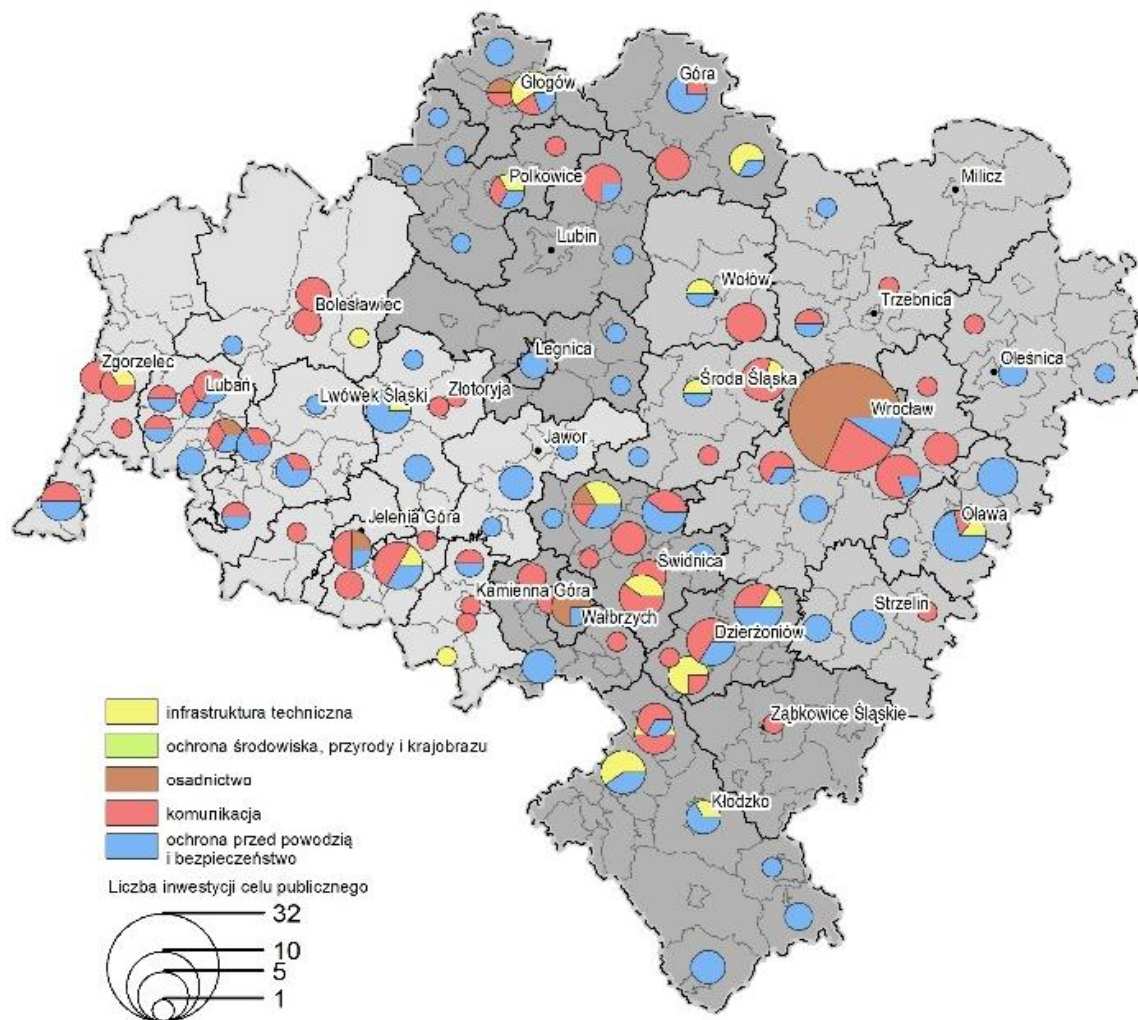 Głogów
Góra
Polkowice
Milicz
Lubin
Wołów
Bolesławiec
Trzebnica
Zgorzelec
Legnica
Oleśnica
Lubań
Lwówek Śląski
Złotoryja
Środa Śląska
Wrocław
Jawor
Jelenia Góra
Oława
Świdnica
Kamienna Góra
Wałbrzych
Strzelin
Dzierżoniów
Ząbkowice Śląskie
Kłodzko
infrastruktura techniczna
ochrona środowiska, przyrody i krajobrazu
osadnictwo
komunikacja
ochrona przed powodzią
i bezpieczeństwo
Liczba inwestycji celu publicznego
32
10
5
1